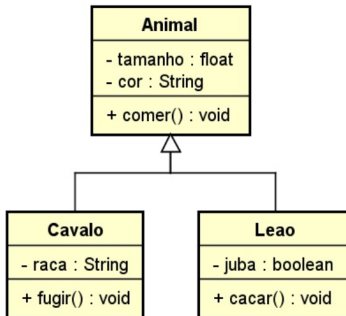 Animal
- tamanho : float
- cor : String
+ comer() : void
Cavalo
- raca : String
+ fugir() : void
Leao
- juba : boolean
+ cacar() : void